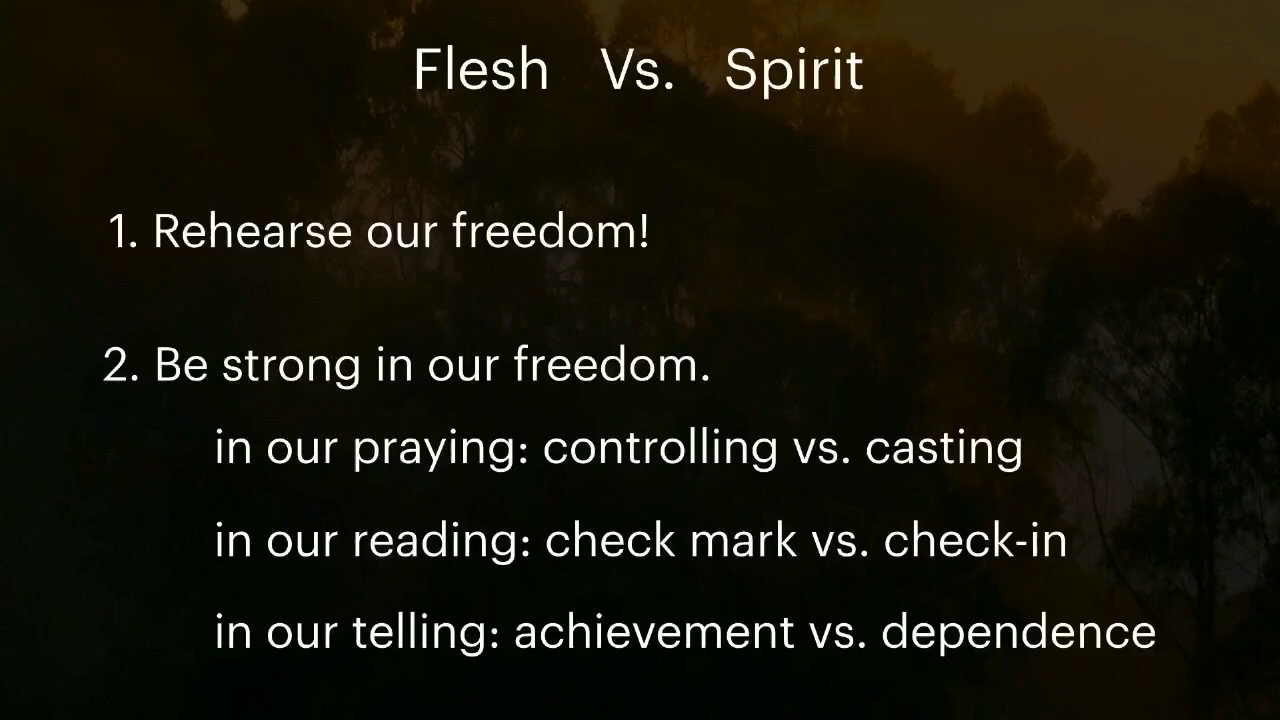 Flesh Vs. Spirit
1. Rehearse our freedom!
2. Be strong in our freedom.
in our praying: controlling vs. casting
in our reading: check mark vs. check-in
in our telling: achievement vs. dependence